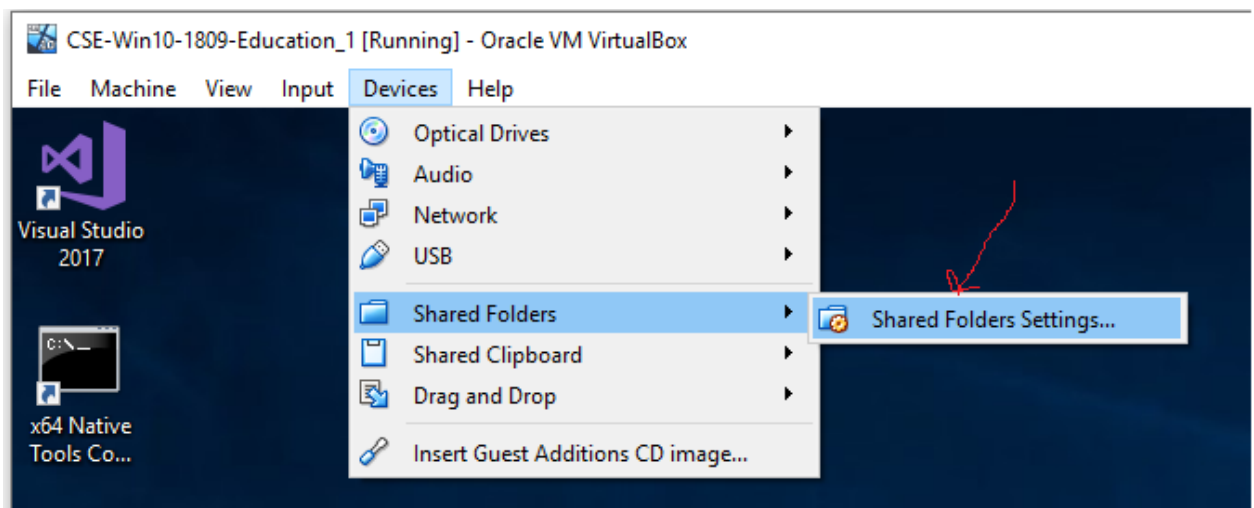 CSE-Win10-1809-Education_1 [Running] - Oracle VM VirtualBox
File Machine View Input Devices Help
Optical Drives
Audio
Network
USB
Shared Folders
Shared Folders Settings...
Shared Clipboard
Drag and Drop
Insert Guest Additions CD image...
Visual Studio
2017
C:\_
x64 Native
Tools Co...